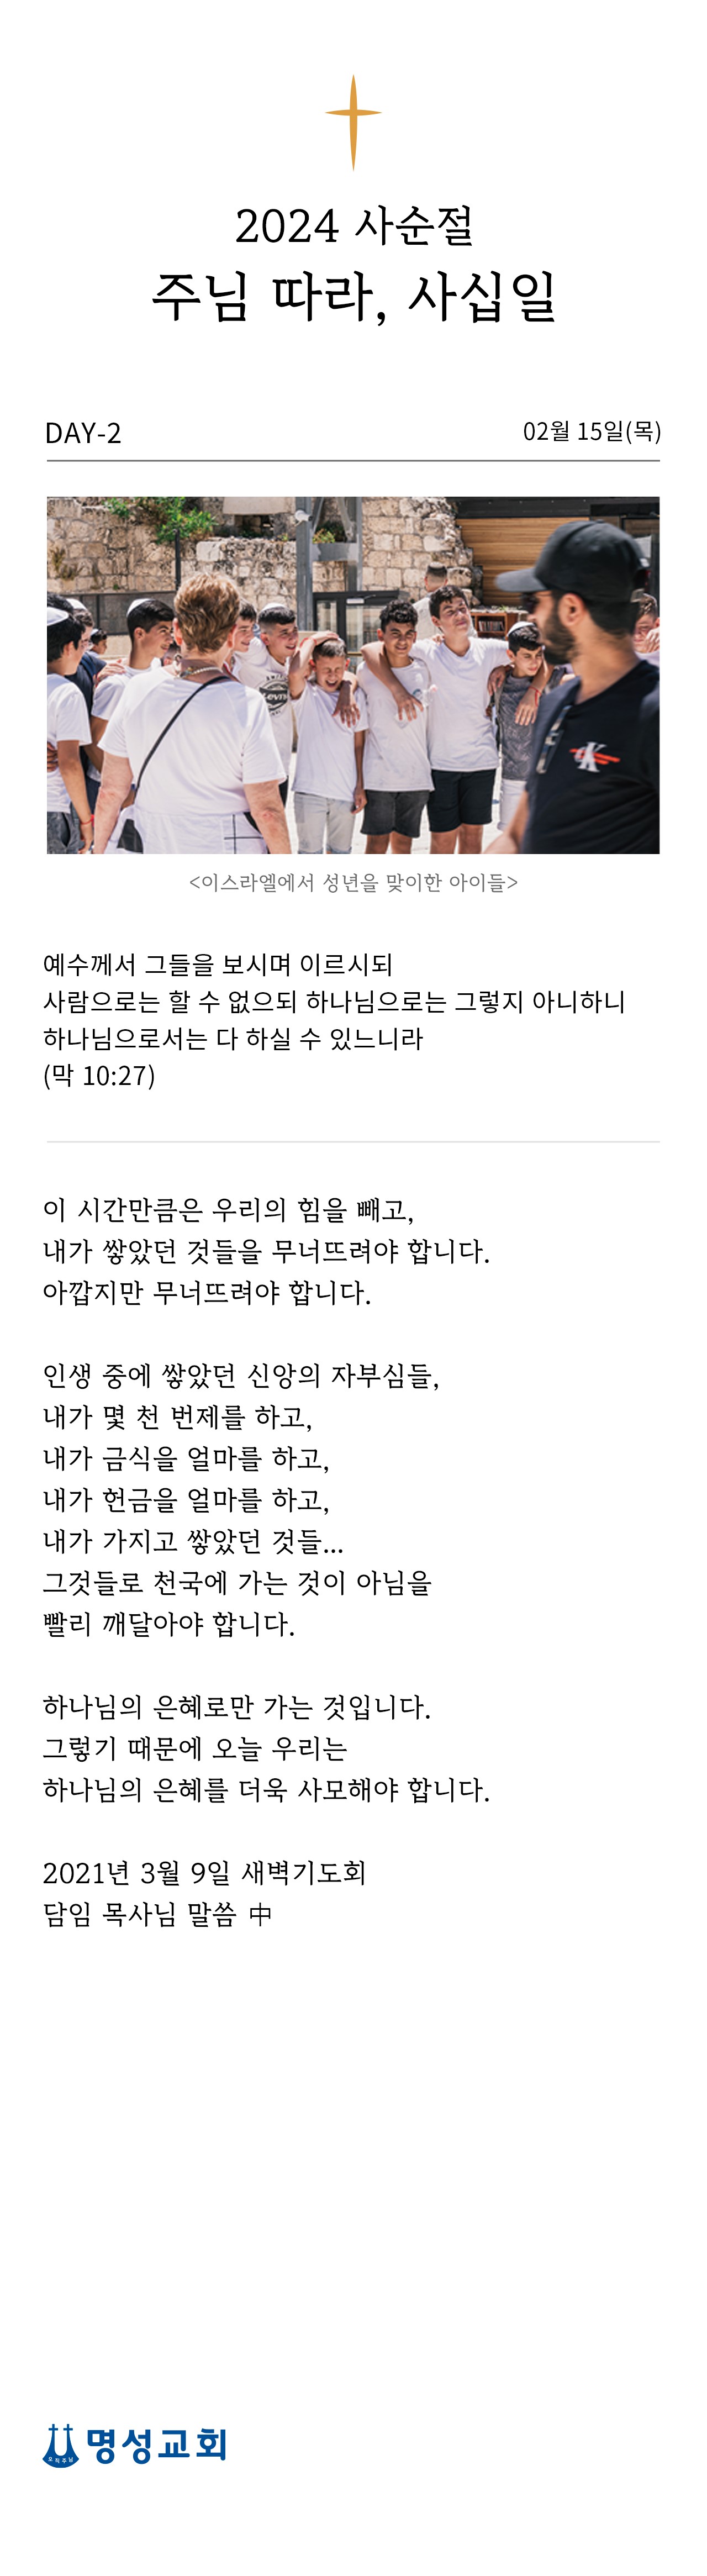 2024 사순절
주님 따라, 사십일
DAY-2
02월 15일(목)
Levi's
<이스라엘에서 성년을 맞이한 아이들>
예수께서 그들을 보시며 이르시되
사람으로는 할 수 없으되 하나님으로는 그렇지 아니하니
하나님으로서는 다 하실 수 있느니라
(막 10:27)
이 시간만큼은 우리의 힘을 빼고,
내가 쌓았던 것들을 무너뜨려야 합니다.
아깝지만 무너뜨려야 합니다.
인생 중에 쌓았던 신앙의 자부심들,
내가 몇 천 번제를 하고,
내가 금식을 얼마를 하고,
내가 헌금을 얼마를 하고,
내가 가지고 쌓았던 것들...
그것들로 천국에 가는 것이 아님을
빨리 깨달아야 합니다.
하나님의 은혜로만 가는 것입니다.
그렇기 때문에 오늘 우리는
하나님의 은혜를 더욱 사모해야 합니다.
2021년 3월 9일 새벽기도회
담임 목사님 말씀 中
오직주님
명성교회